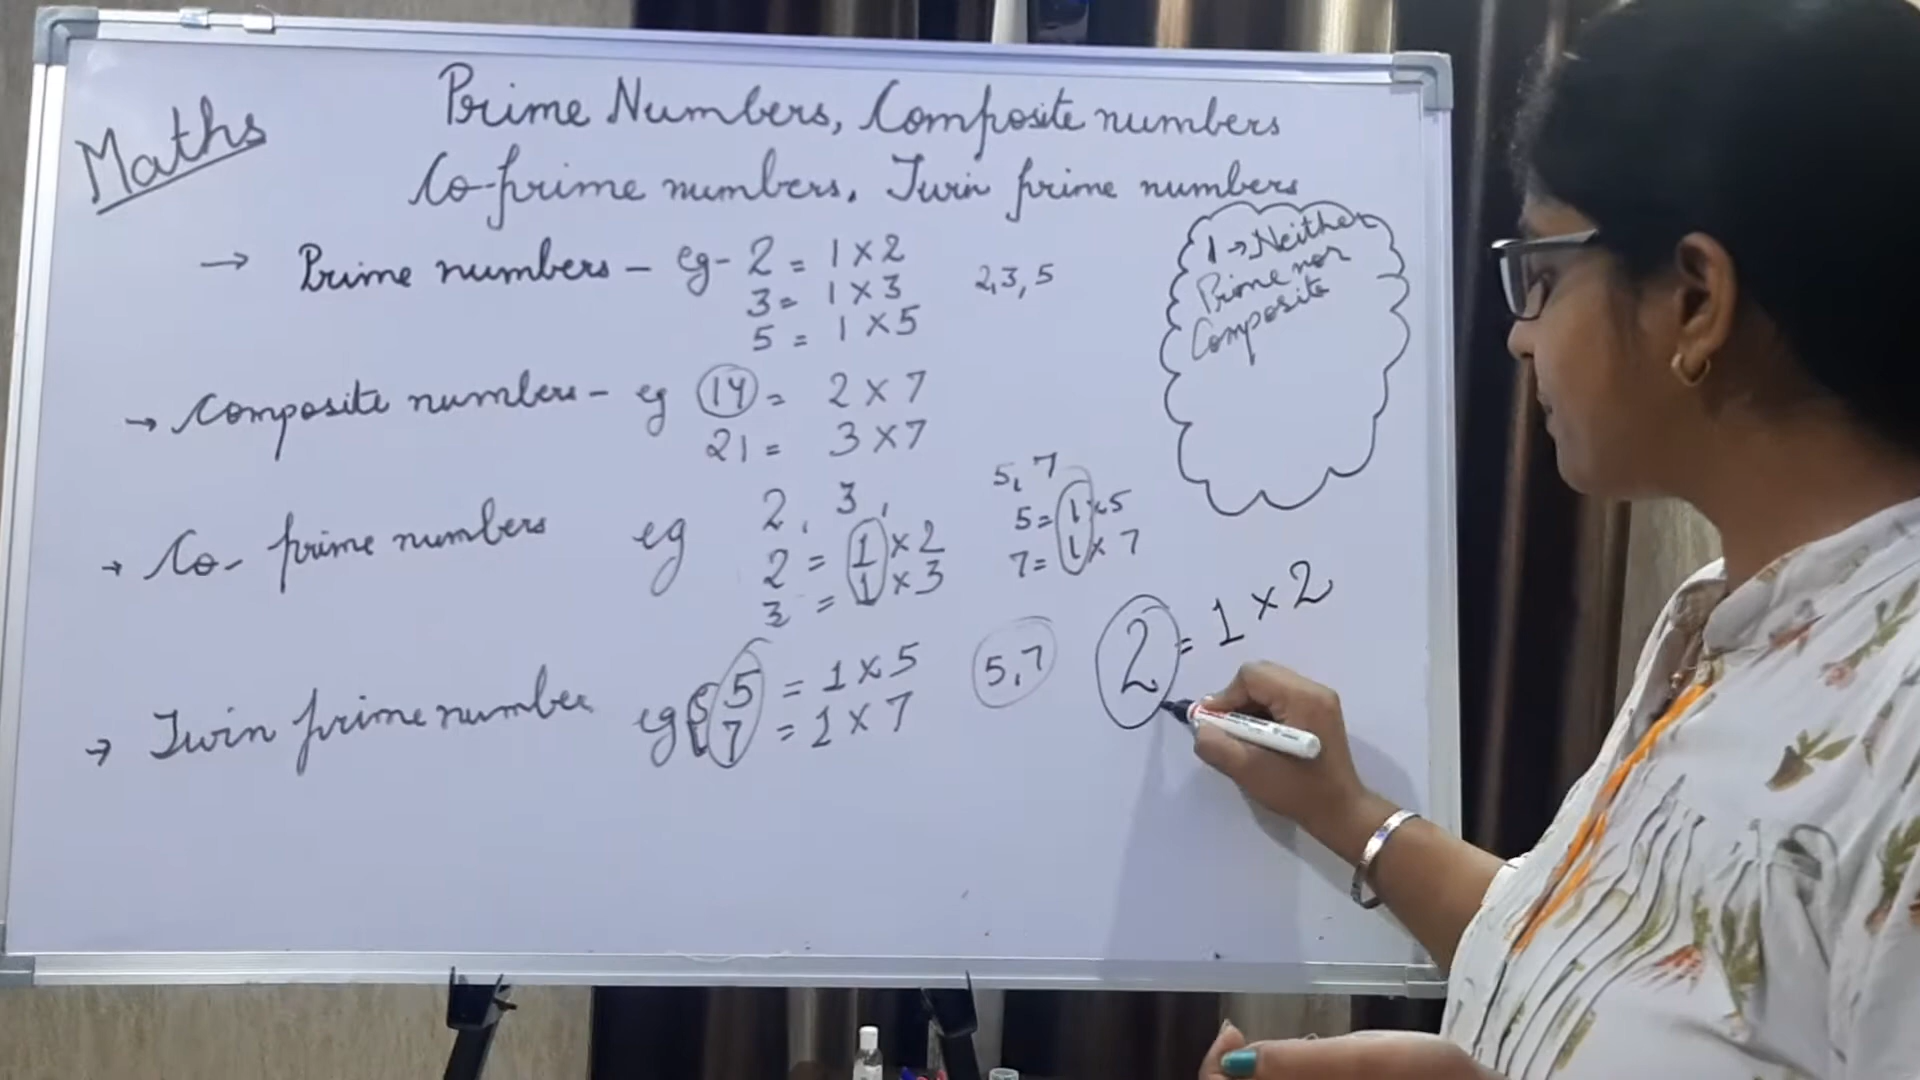 Maths
Prime Numbers, Composite numbers
Co-prime numbers, Twin prime numbers
→ Prime numbers - eg- 2 = 1 × 2
3 = 1 × 3
5 = 1 × 5
2,3,5
1 → Neither
Prime nor
Composite
→ Composite numbers - eg 14 = 2 × 7
21 = 3 × 7
→ Co-prime numbers eg 2, 3,
2 = 1 × 2
3 = 1 × 3
5, 7
5 = 1 × 5
7 = 1 × 7
→ Twin prime number eg 5 = 1 × 5
7 = 1 × 7
5,7
2 = 1 × 2